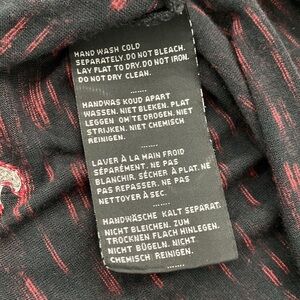 HAND WASH COLD
SEPARATELY. DO NOT BLEACH.
LAY FLAT TO DRY. DO NOT IRON.
DO NOT DRY CLEAN.
.......
HANDWAS KOUD APART
WASSEN. NIET BLEKEN. PLAT
LEGGEN OM TE DROGEN. NIET
STRIJKEN. NIET CHEMISCH
REINIGEN.
.......
LAVER À LA MAIN FROID
SÉPARÉMENT. NE PAS
BLANCHIR. SÉCHER À PLAT. NE
PAS REPASSER. NE PAS
NETTOYER À SEC.
.......
HANDWÄSCHE KALT SEPARAT.
NICHT BLEICHEN. ZUM
TROCKNEN FLACH HINLEGEN.
NICHT BÜGELN. NICHT
CHEMISCH REINIGEN.
.......